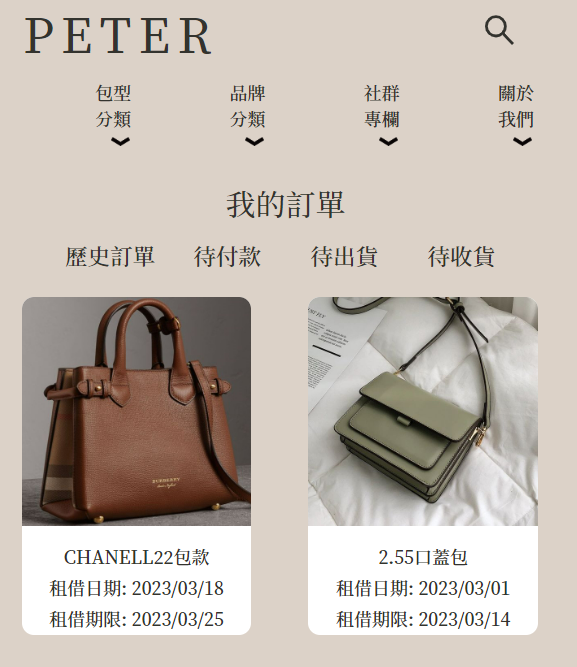 PETER
包型 品牌 社群 關於
分類 分類 專欄 我們
我的訂單
歷史訂單 待付款 待出貨 待收貨
BURBERRY
CHANELL22包款
租借日期: 2023/03/18
租借期限: 2023/03/25
2.55口蓋包
租借日期: 2023/03/01
租借期限: 2023/03/14